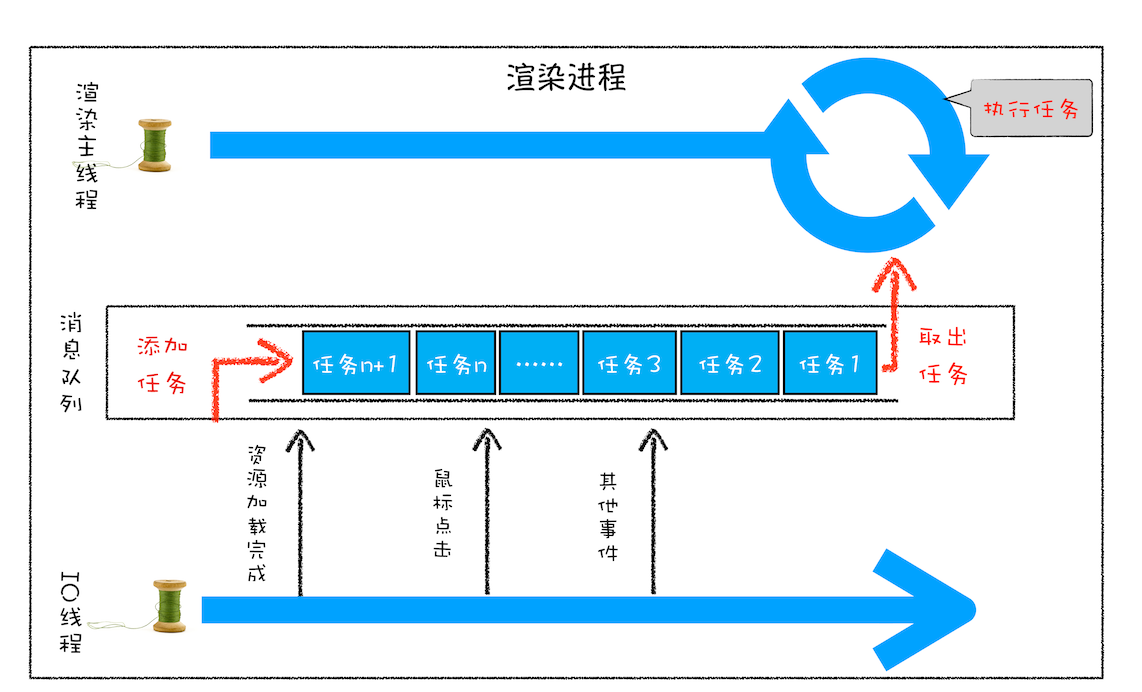 渲染进程
渲染主线程
执行任务
消息队列
添加
任务
任务n+1
任务n
……
任务3
任务2
任务1
取出
任务
资源加载完成
鼠标点击
其他事件
IO线程